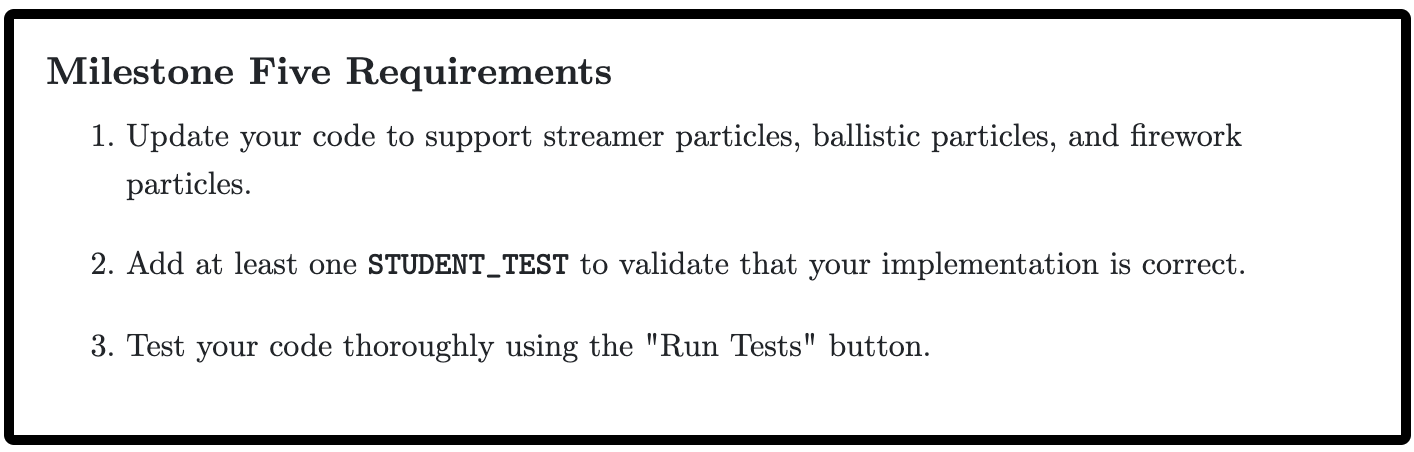 Milestone Five Requirements
1. Update your code to support streamer particles, ballistic particles, and firework
particles.
2. Add at least one STUDENT_TEST to validate that your implementation is correct.
3. Test your code thoroughly using the "Run Tests" button.